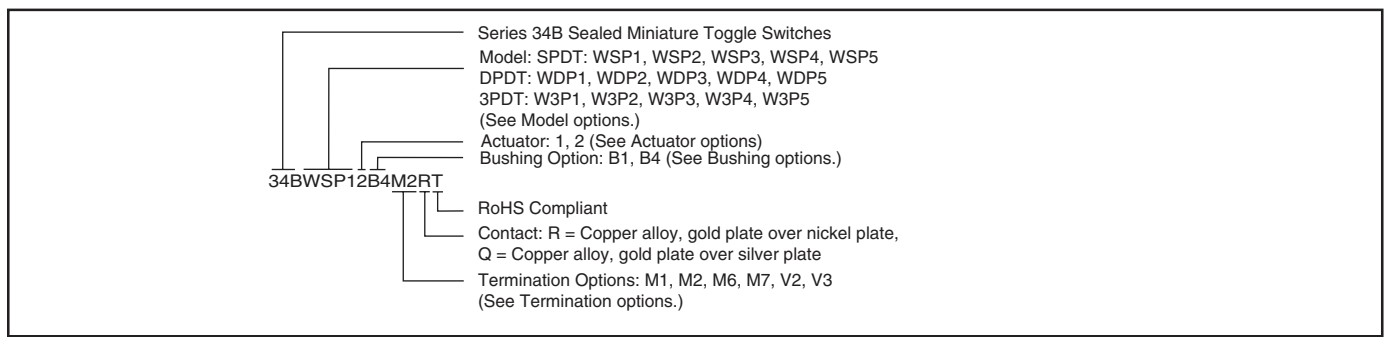 Series 34B Sealed Miniature Toggle Switches
Model: SPDT: WSP1, WSP2, WSP3, WSP4, WSP5
DPDT: WDP1, WDP2, WDP3, WDP4, WDP5
3PDT: W3P1, W3P2, W3P3, W3P4, W3P5
(See Model options.)
Actuator: 1, 2 (See Actuator options)
Bushing Option: B1, B4 (See Bushing options.)
34BWSP12B4M2RT
RoHS Compliant
Contact: R = Copper alloy, gold plate over nickel plate,
Q = Copper alloy, gold plate over silver plate
Termination Options: M1, M2, M6, M7, V2, V3
(See Termination options.)